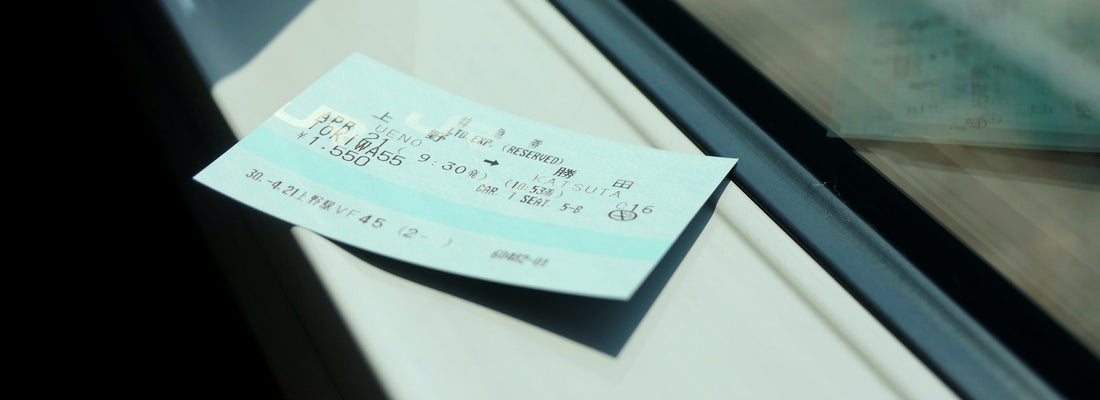 特急券
LTD.EXP.(RESERVED)
上野 → 勝田
UENO KATSUTA
APR. 21 ( 9:30発) (10:53着) C16
TOKIWA55 CAR. 1 SEAT. 5-B
¥1,550
30.-4.21上野駅VF45 (2- ) 60482-01